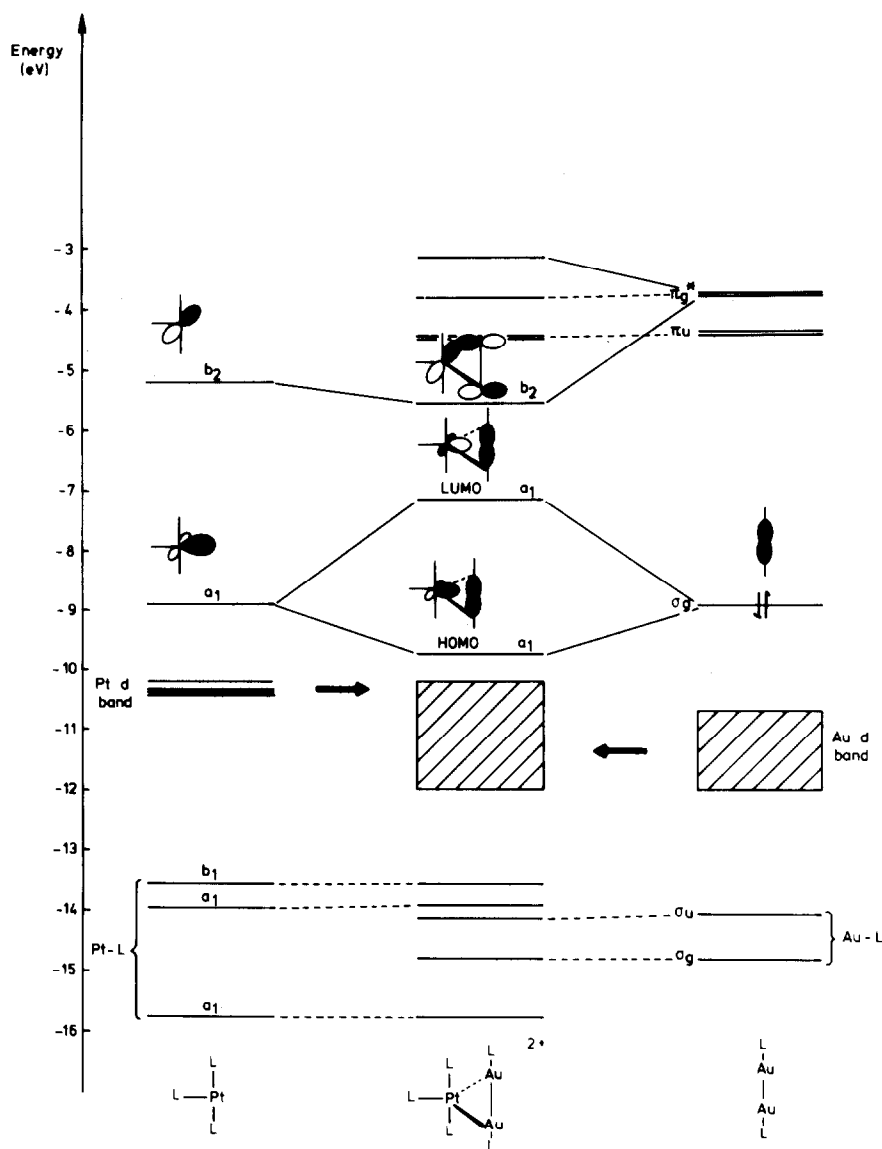 Energy
(eV)
-3
-4
-5
-6
-7
-8
-9
-10
-11
-12
-13
-14
-15
-16
b2
a1
Pt d
band
b1
a1
Pt-L
a1
b2
LUMO a1
HOMO a1
πg*
πu
σg
Au d
band
σu
Au-L
σg
L
L Pt
L
2+
L
L Au
L Pt
L Au
L
L
Au
Au
L